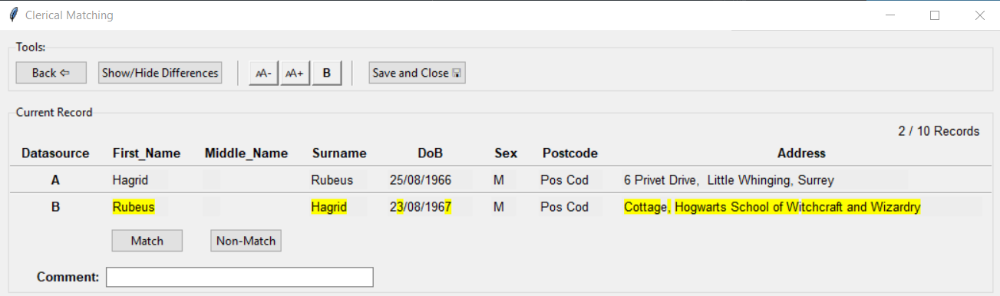 Clerical Matching
Tools:
Back ⇦ Show/Hide Differences AA- AA+ B Save and Close 🖫
Current Record
2 / 10 Records
Datasource First_Name Middle_Name Surname DoB Sex Postcode Address
A Hagrid Rubeus 25/08/1966 M Pos Cod 6 Privet Drive, Little Whinging, Surrey
B Rubeus Hagrid 23/08/1967 M Pos Cod Cottage, Hogwarts School of Witchcraft and Wizardry
Match Non-Match
Comment: